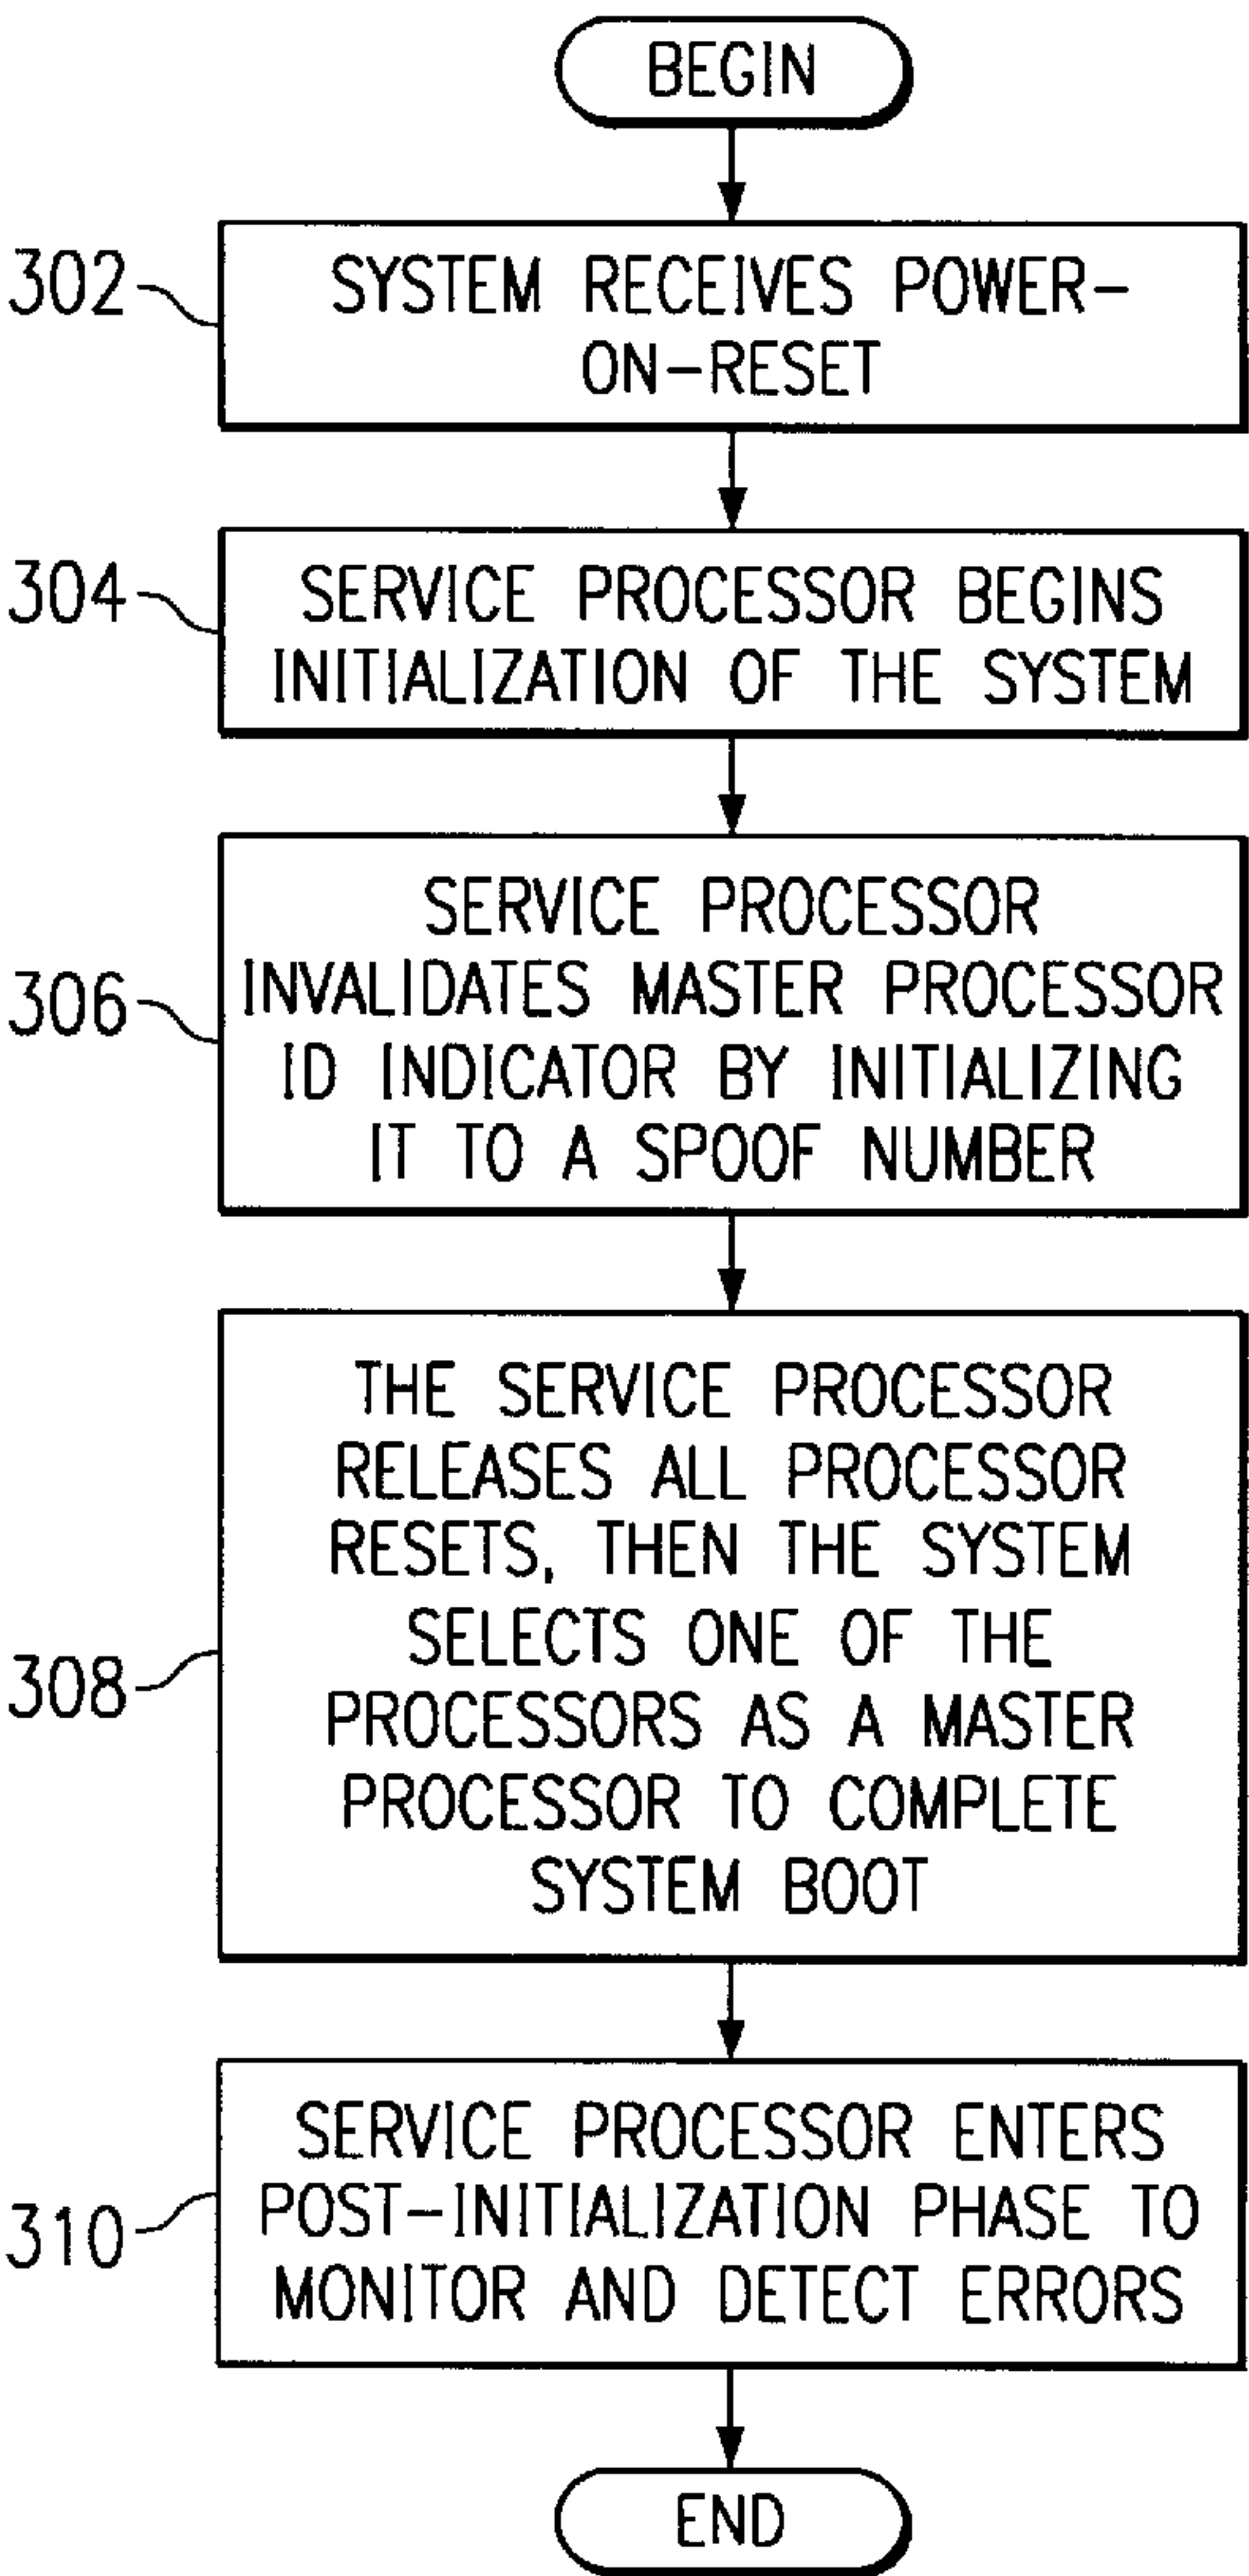 BEGIN
302
SYSTEM RECEIVES POWER-
ON-RESET
304
SERVICE PROCESSOR BEGINS
INITIALIZATION OF THE SYSTEM
306
SERVICE PROCESSOR
INVALIDATES MASTER PROCESSOR
ID INDICATOR BY INITIALIZING
IT TO A SPOOF NUMBER
308
THE SERVICE PROCESSOR
RELEASES ALL PROCESSOR
RESETS, THEN THE SYSTEM
SELECTS ONE OF THE
PROCESSORS AS A MASTER
PROCESSOR TO COMPLETE
SYSTEM BOOT
310
SERVICE PROCESSOR ENTERS
POST-INITIALIZATION PHASE TO
MONITOR AND DETECT ERRORS
END